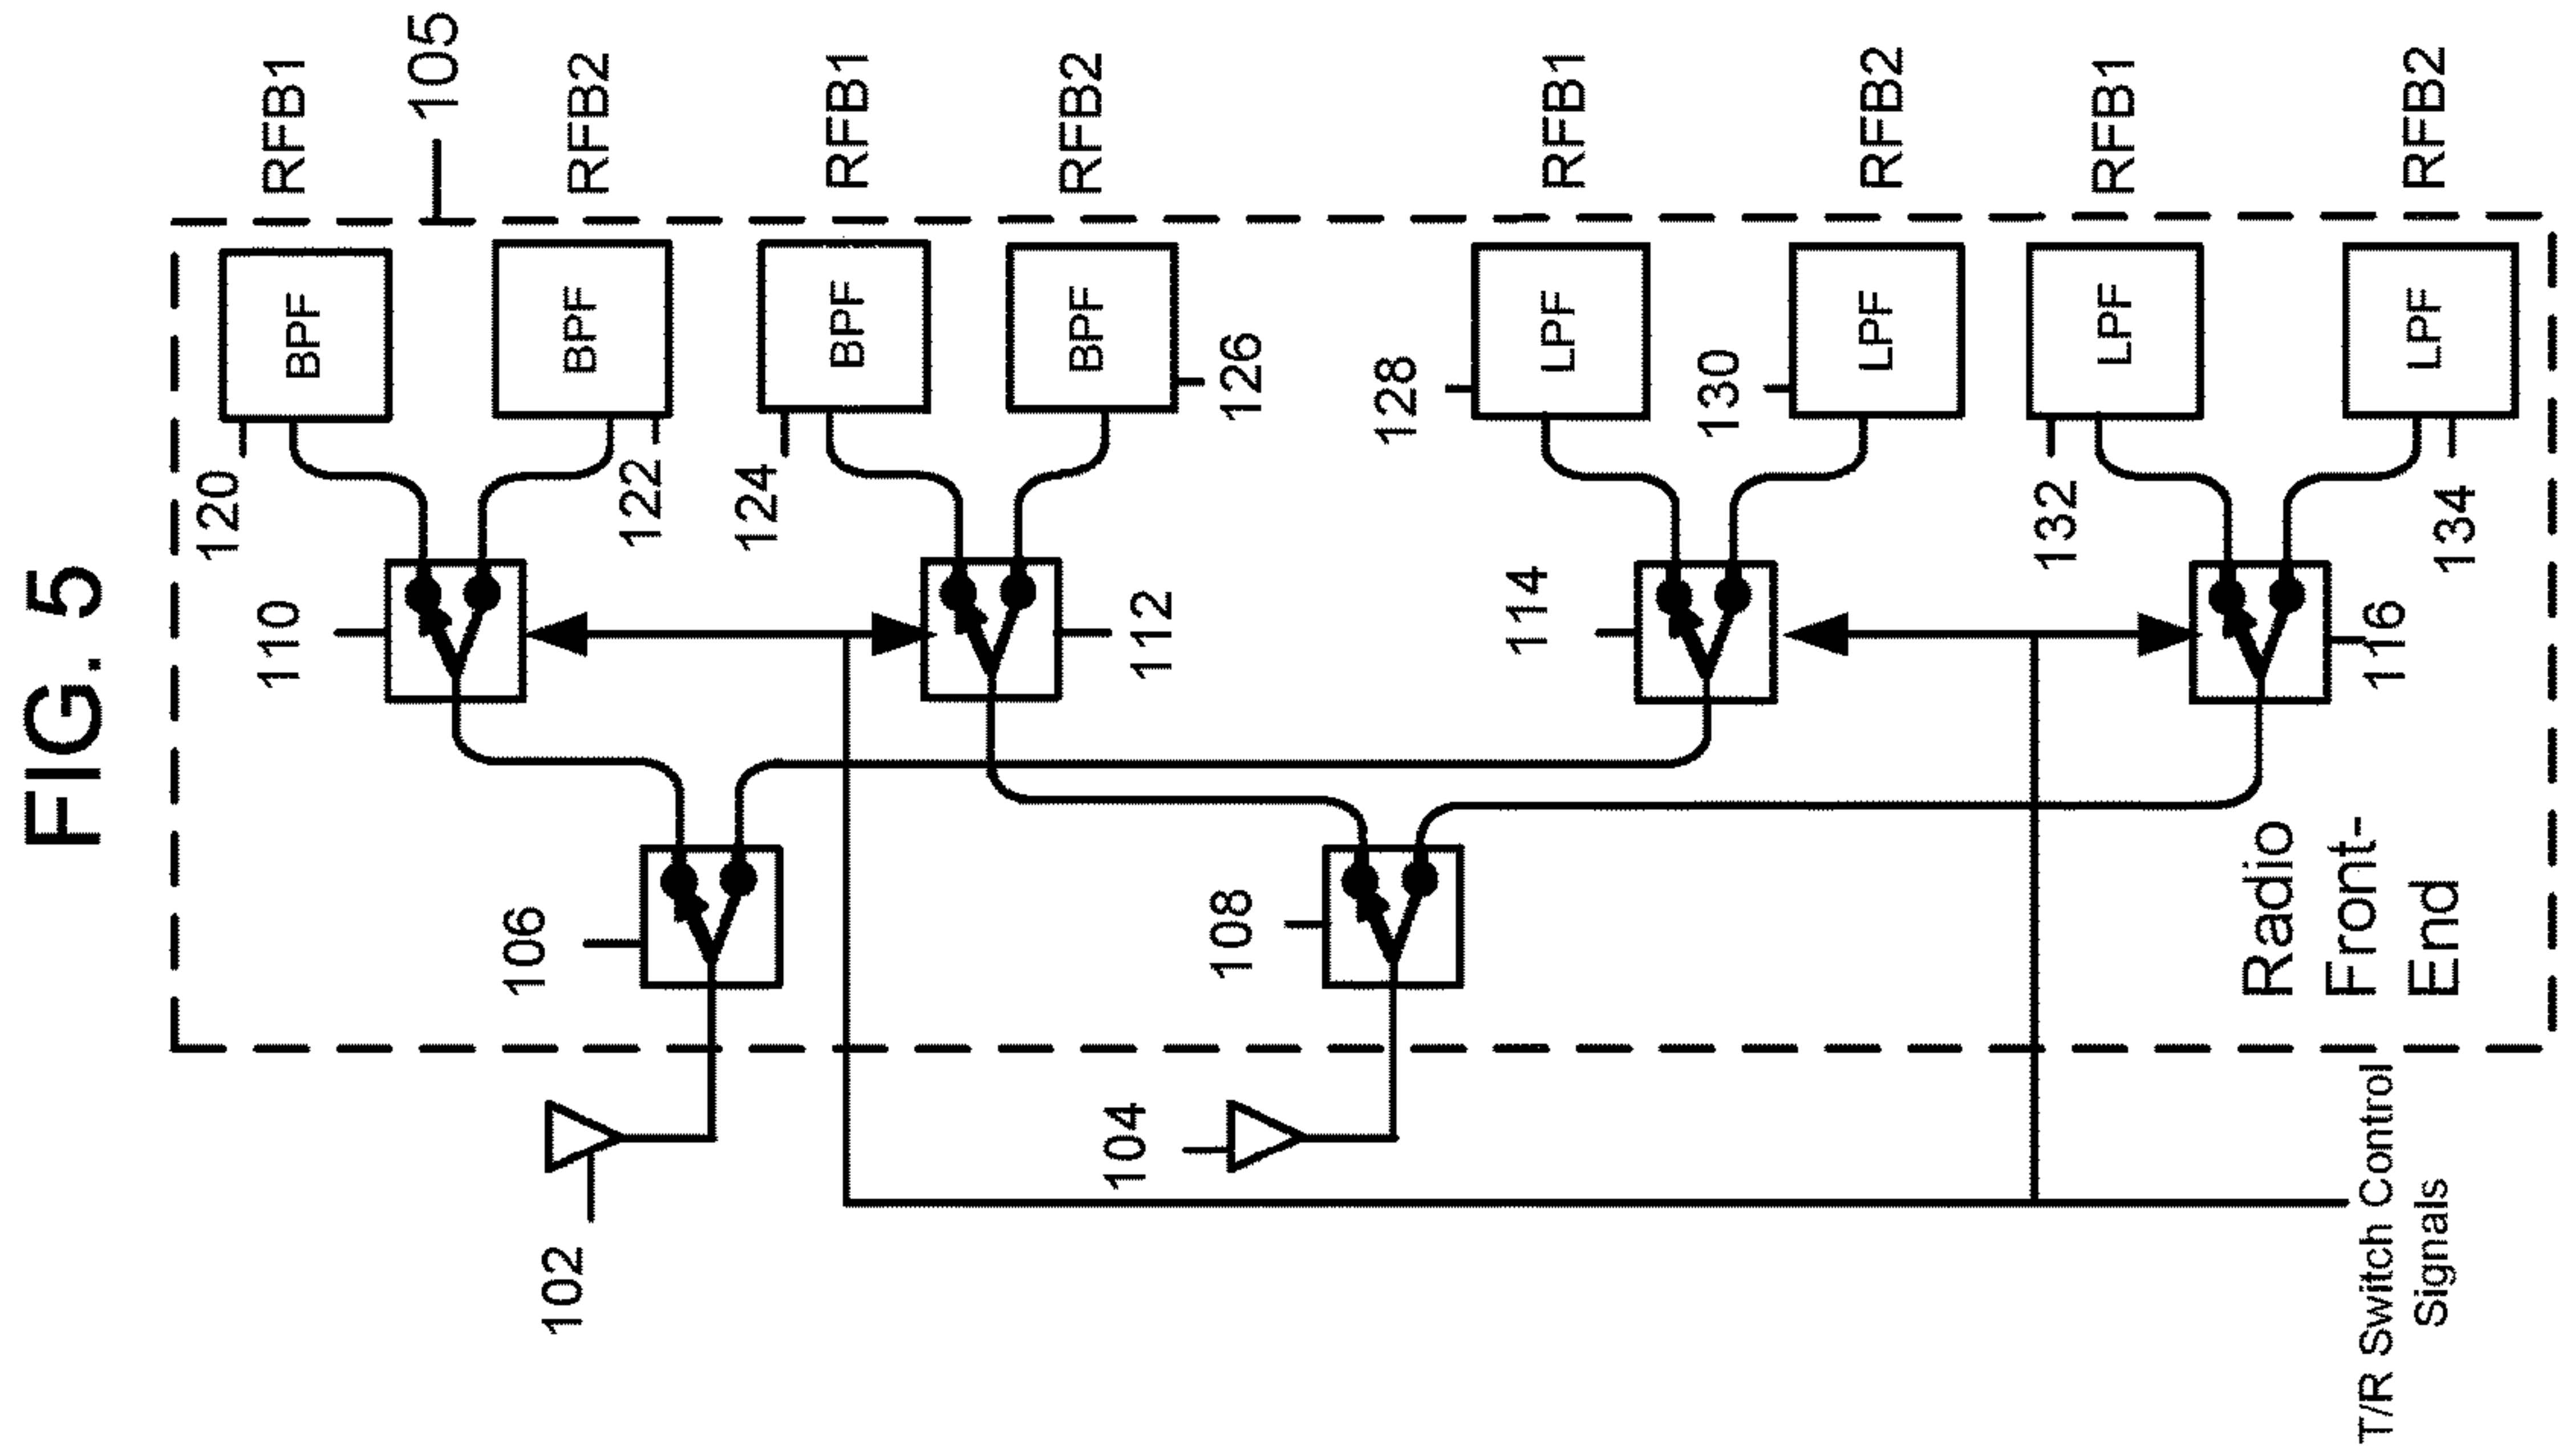 FIG. 5
105
RFB1
RFB2
RFB1
RFB2
RFB1
RFB2
RFB1
RFB2
BPF
BPF
BPF
BPF
LPF
LPF
LPF
LPF
120
122
124
126
128
130
132
134
110
112
114
116
106
108
Radio
Front-
End
102
104
T/R Switch Control
Signals